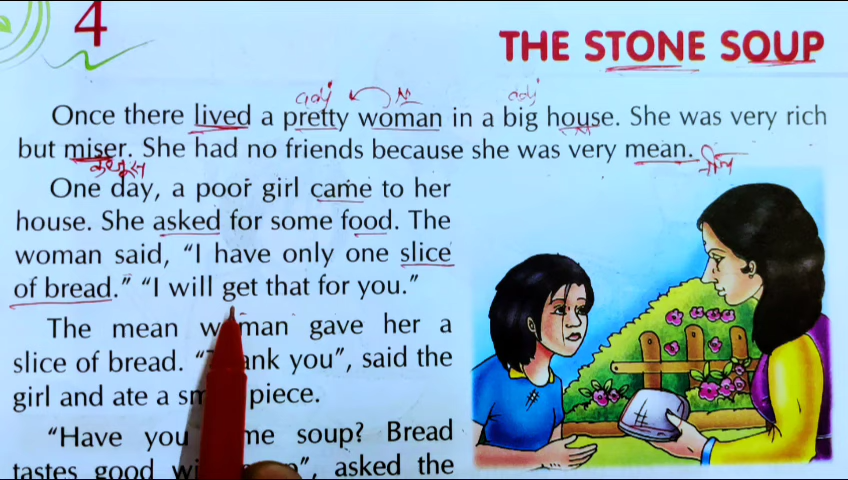 4
THE STONE SOUP
adj n adj
Once there lived a pretty woman in a big house. She was very rich
but miser. She had no friends because she was very mean.
कंजूस नीच
One day, a poor girl came to her
house. She asked for some food. The
woman said, “I have only one slice
of bread.” “I will get that for you.”
The mean gave her a
slice of bread. you”, said the
girl and ate a piece.
“Have you soup? Bread
tastes good asked the